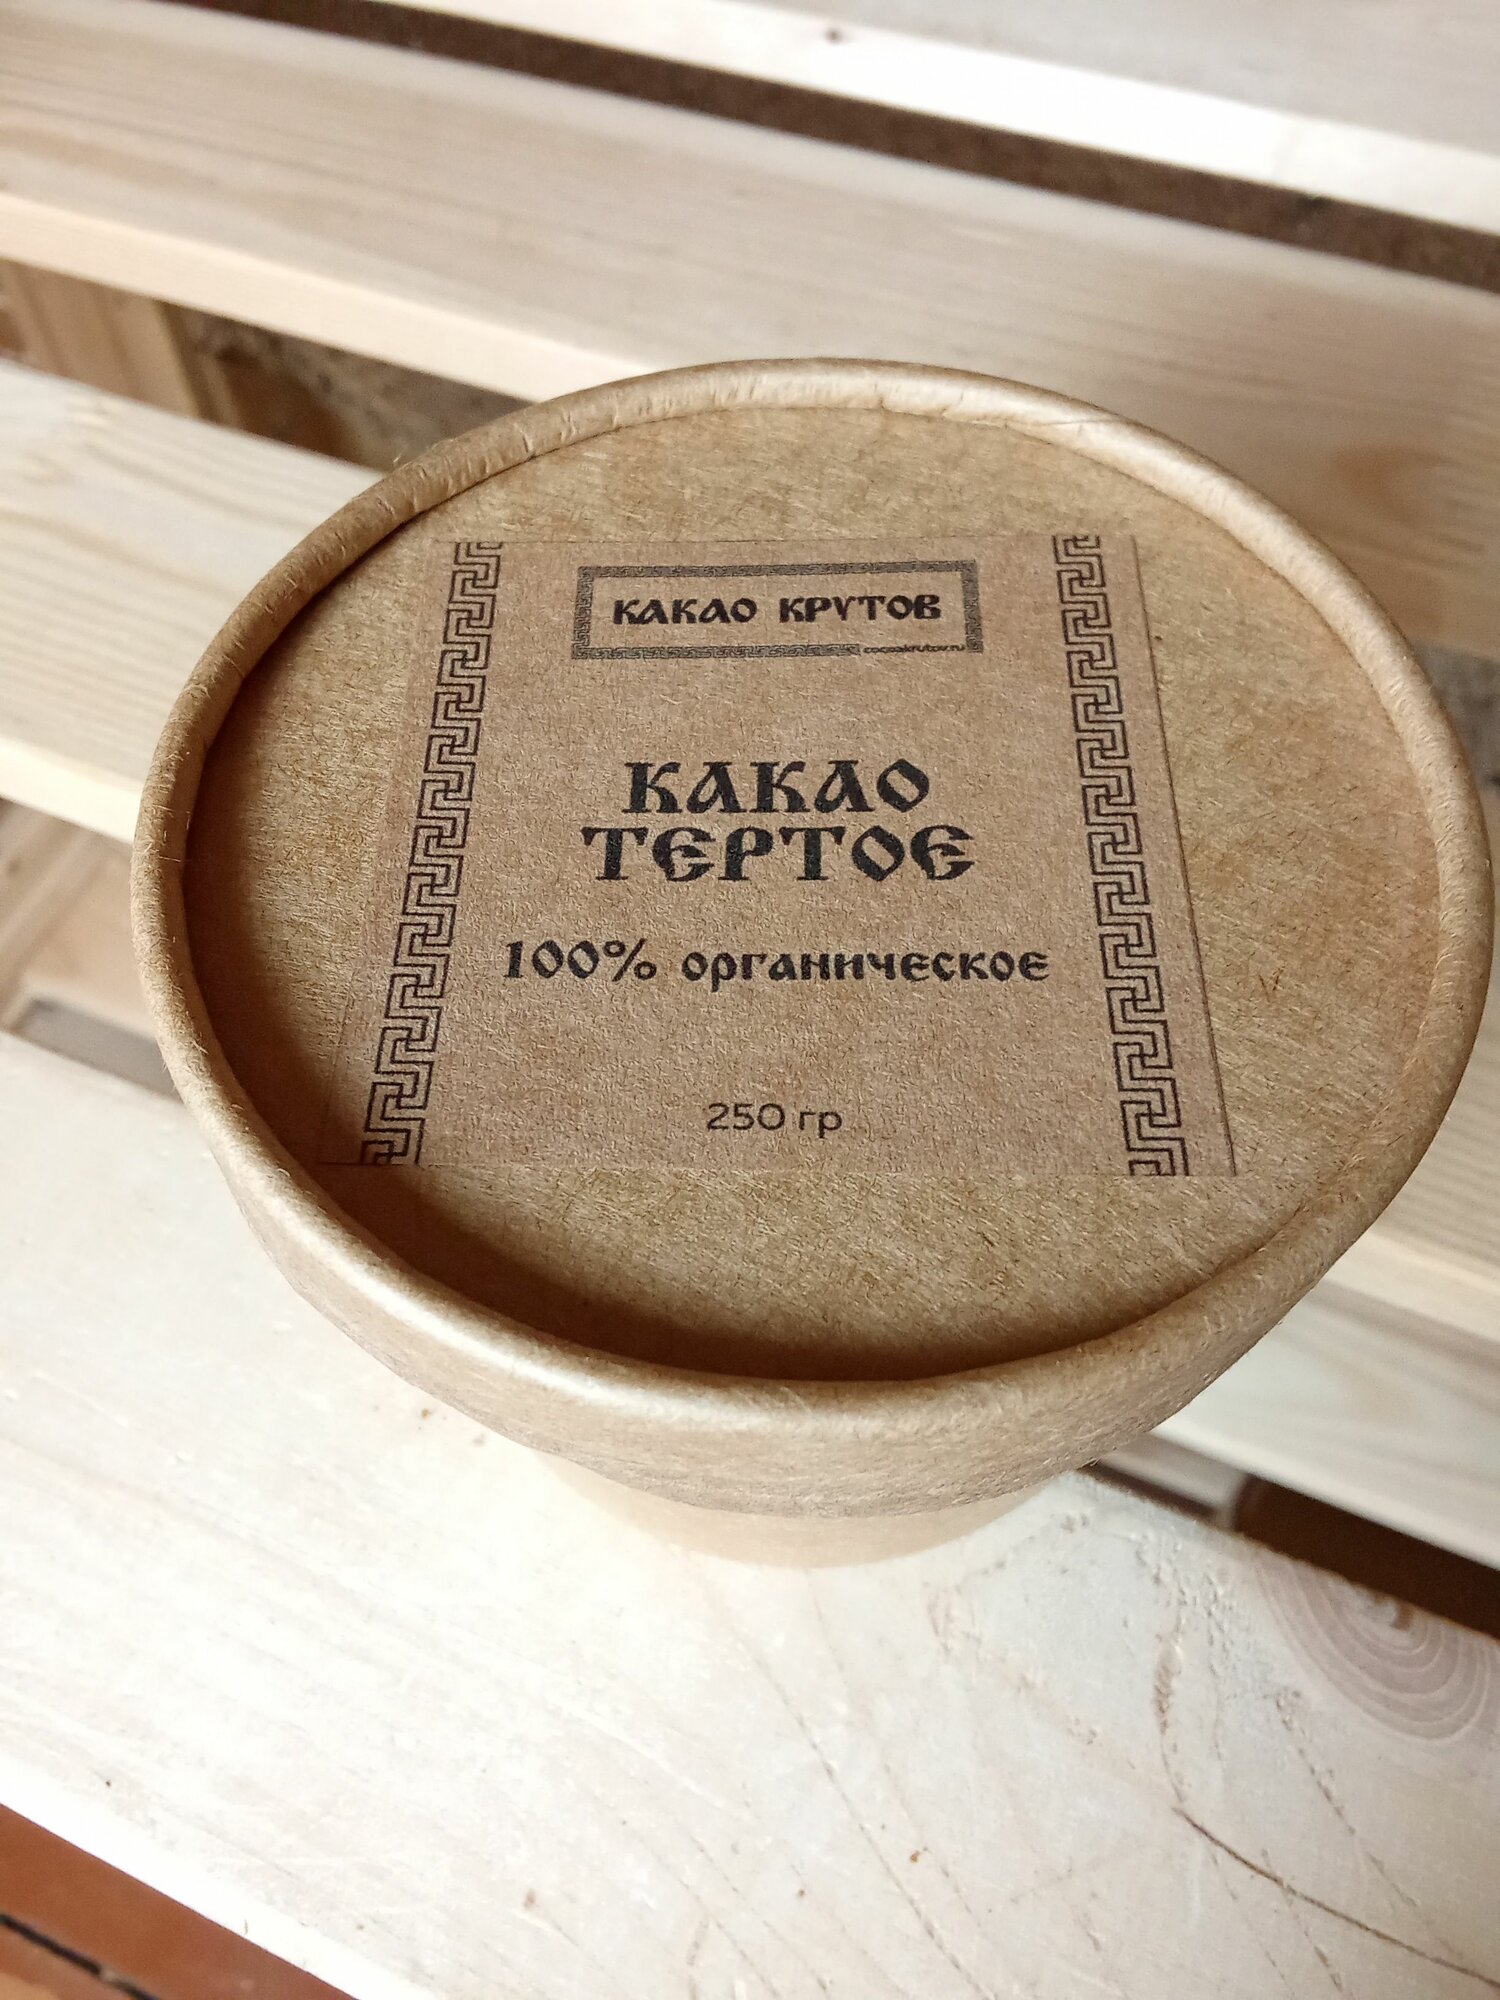 КАКАО КРУТОВ
cocoakrutov.ru
КАКАО
ТЕРТОЕ
100% органическое
250 гр